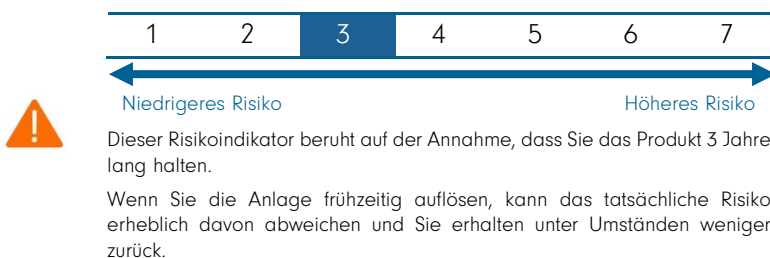 1 2 3 4 5 6 7
Niedrigeres Risiko Höheres Risiko
Dieser Risikoindikator beruht auf der Annahme, dass Sie das Produkt 3 Jahre
lang halten.
Wenn Sie die Anlage frühzeitig auflösen, kann das tatsächliche Risiko
erheblich davon abweichen und Sie erhalten unter Umständen weniger
zurück.